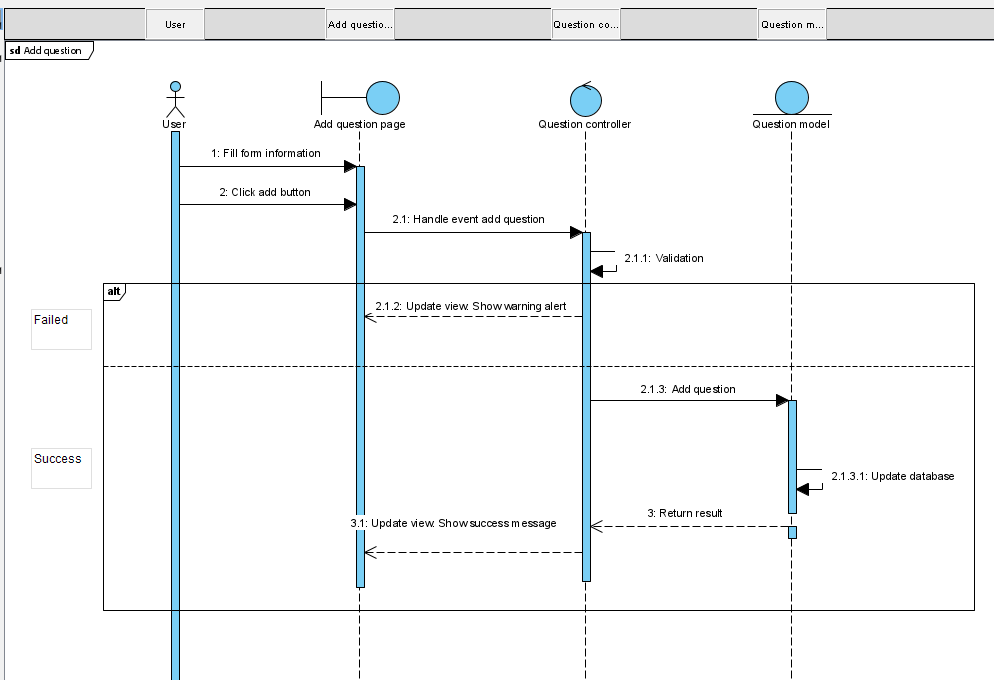 User
Add questio...
Question co...
Question m...
sd Add question
User
Add question page
Question controller
Question model
1: Fill form information
2: Click add button
2.1: Handle event add question
2.1.1: Validation
alt
Failed
2.1.2: Update view. Show warning alert
2.1.3: Add question
Success
2.1.3.1: Update database
3: Return result
3.1: Update view. Show success message